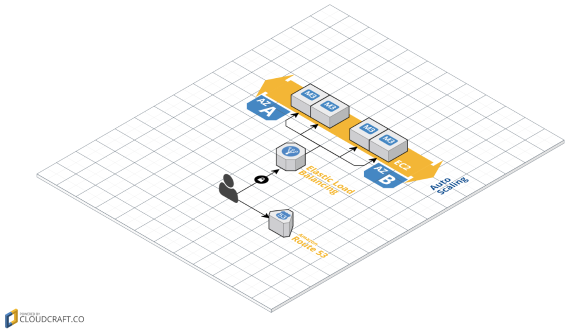 AZ
A
M3
M3
M3
M3
EC2
AZ
B
Auto
Scaling
Elastic Load
Balancing
Route 53
POWERED BY
CLOUDCRAFT.CO